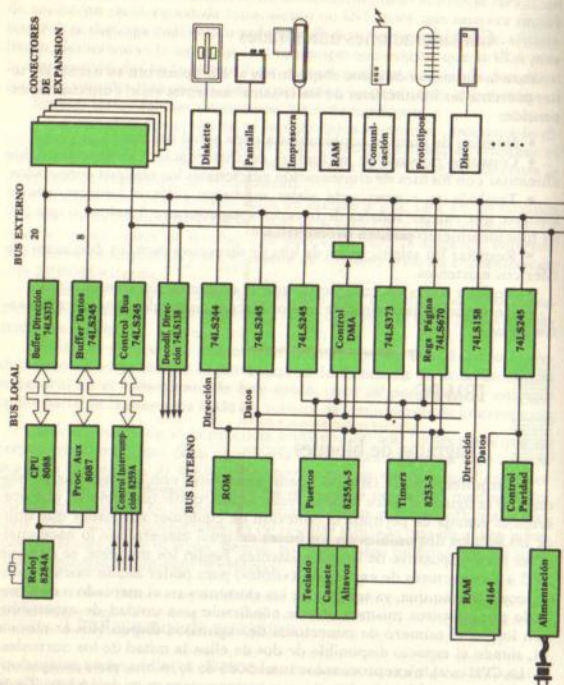 CONECTORES
DE
EXPANSION
BUS EXTERNO
20
8
BUS LOCAL
Buffer Dirección
74LS373
Buffer Datos
74LS245
Control Bus
74LS245
Decodif. Direc-
ción 74LS138
CPU
8088
Proc. Aux
8087
Control Interrup-
ción 8259A
Reloj
8284A
BUS INTERNO
Dirección
74LS244
Datos
74LS245
74LS245
Control
DMA
74LS373
Regs Página
74LS670
Dirección
74LS158
Datos
74LS245
ROM
Puertos
8255A-5
Timers
8253-5
Control
Paridad
Teclado
Cassete
Altavoz
RAM
4164
Alimentación
Diskette
Pantalla
Impresora
RAM
Comuni-
cación
Prototipos
Disco